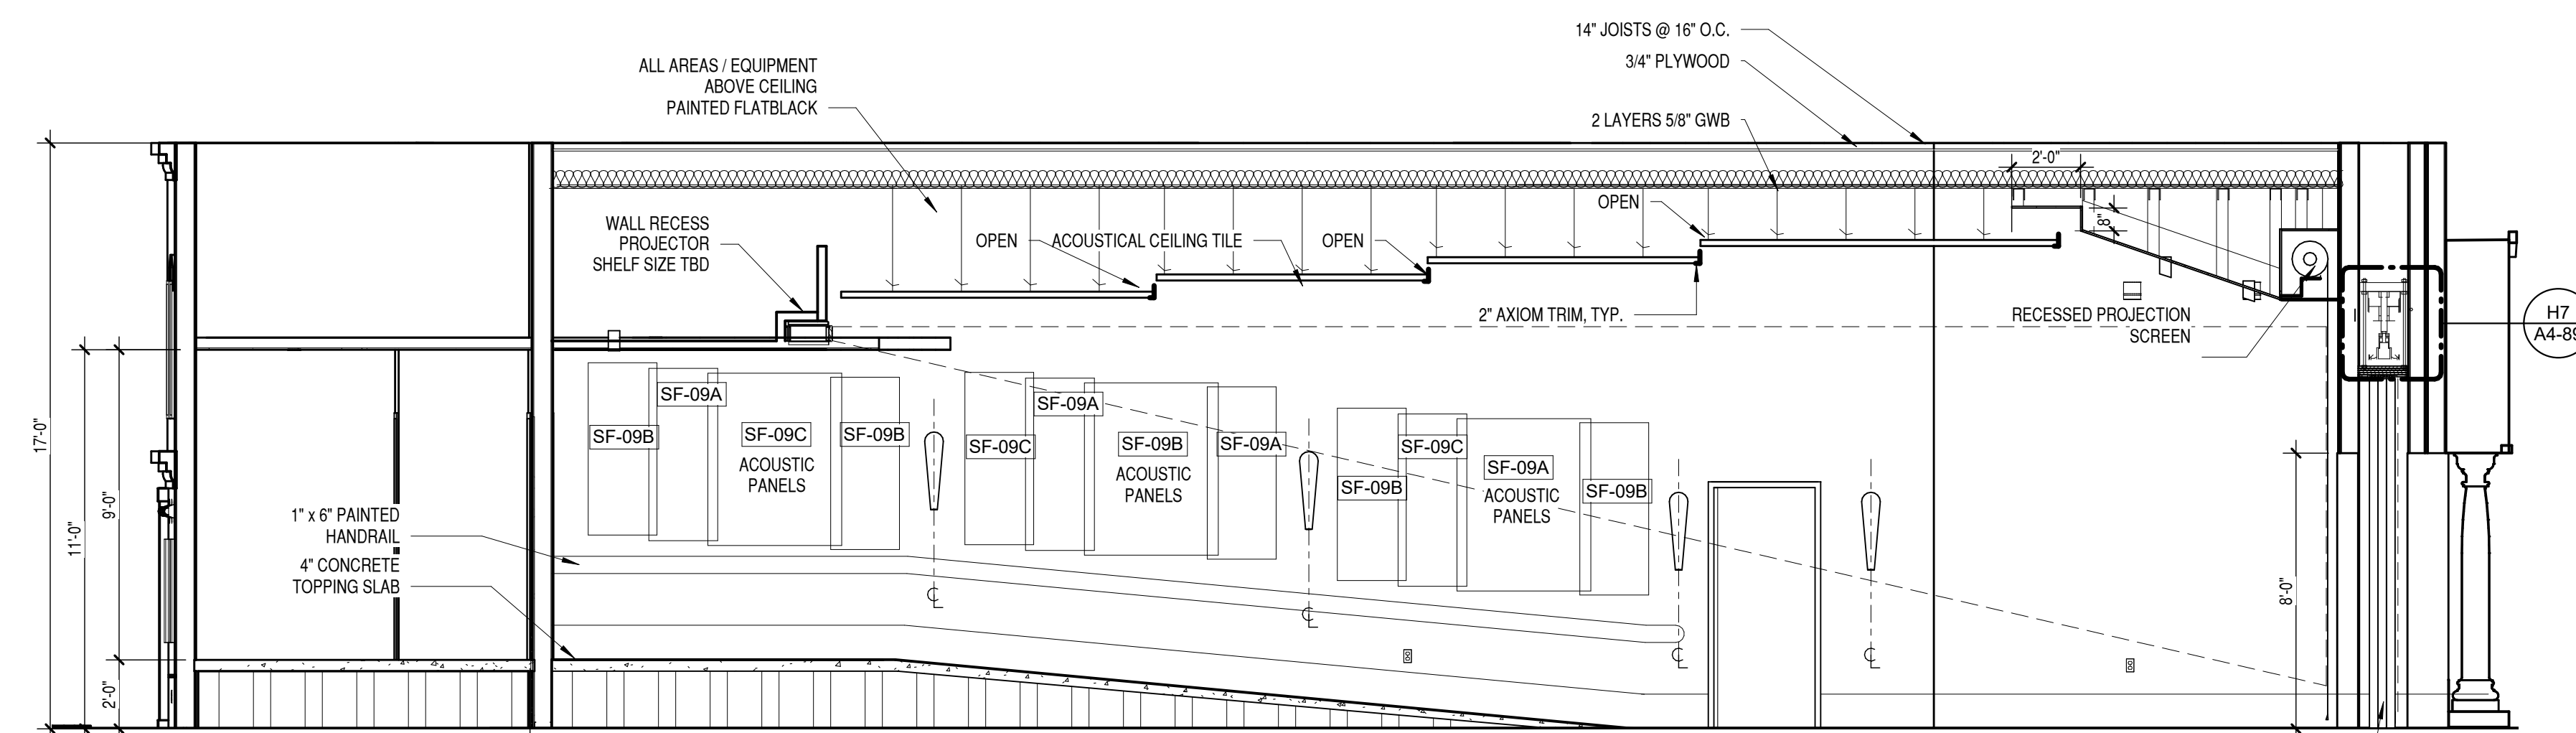 14" JOISTS @ 16" O.C.
3/4" PLYWOOD
ALL AREAS / EQUIPMENT
ABOVE CEILING
PAINTED FLATBLACK
2 LAYERS 5/8" GWB
2'-0"
8"
WALL RECESS
PROJECTOR
SHELF SIZE TBD
OPEN
ACOUSTICAL CEILING TILE
OPEN
OPEN
2" AXIOM TRIM, TYP.
RECESSED PROJECTION
SCREEN
H7
A4-89
17'-0"
11'-0"
9'-0"
2'-0"
8'-0"
SF-09B
SF-09A
SF-09C
ACOUSTIC
PANELS
SF-09B
SF-09C
SF-09A
SF-09B
ACOUSTIC
PANELS
SF-09A
SF-09B
SF-09C
SF-09A
ACOUSTIC
PANELS
SF-09B
1" x 6" PAINTED
HANDRAIL
4" CONCRETE
TOPPING SLAB
℄
℄
℄
℄